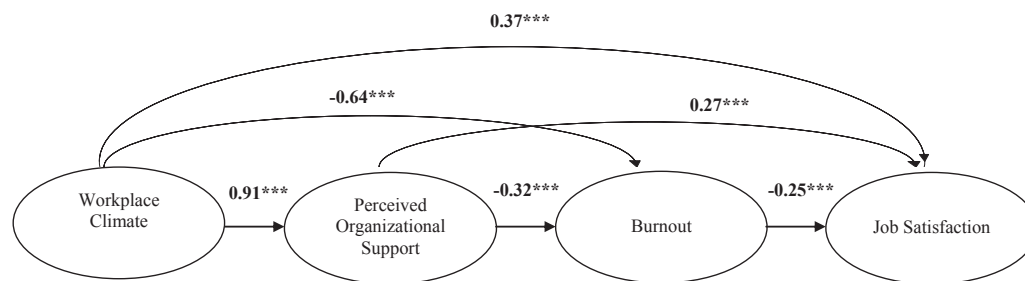 0.37***
-0.64***
0.27***
Workplace
Climate
0.91***
Perceived
Organizational
Support
-0.32***
Burnout
-0.25***
Job Satisfaction